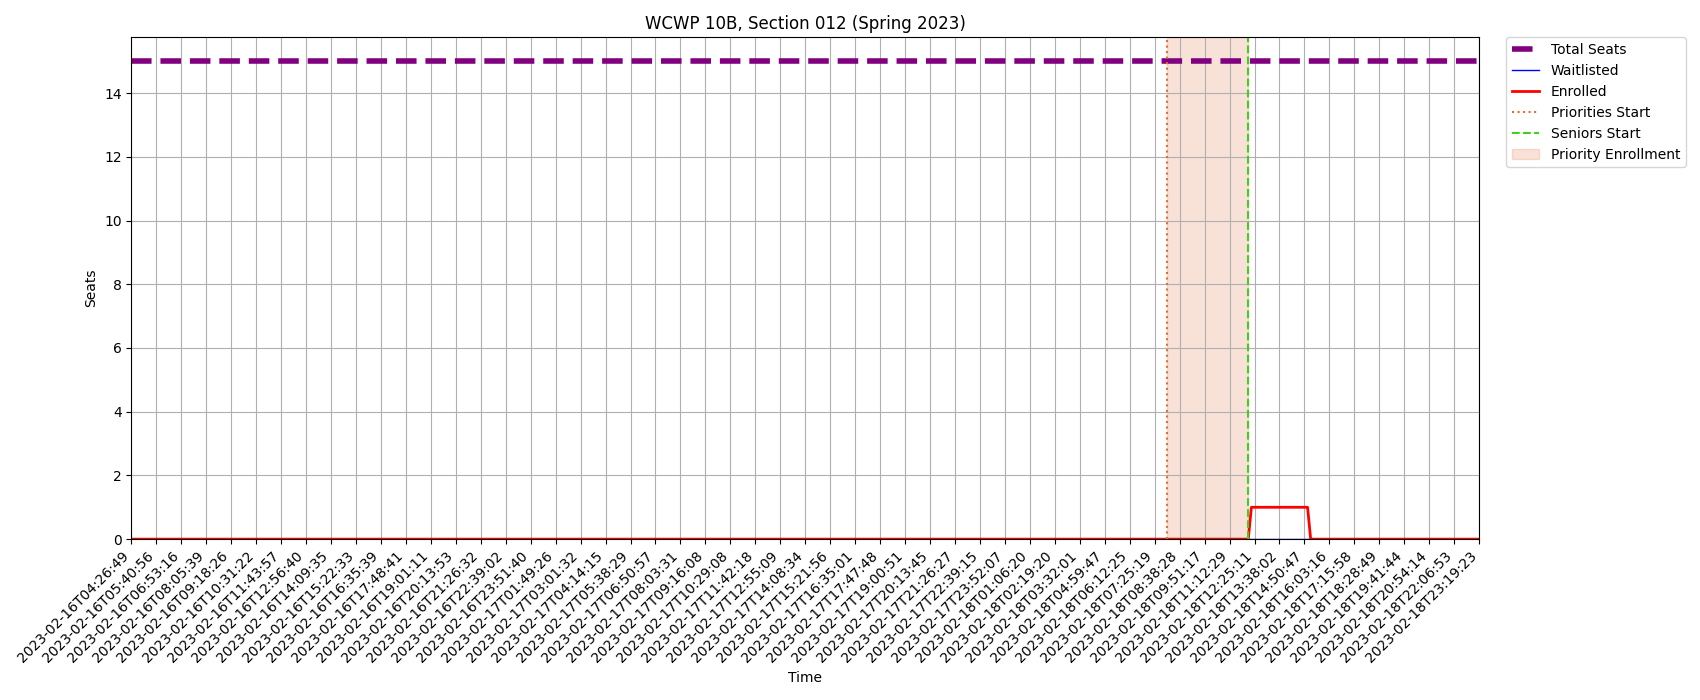 WCWP 10B, Section 012 (Spring 2023)
Total Seats
Waitlisted
Enrolled
Priorities Start
Seniors Start
Priority Enrollment
Seats
14
12
10
8
6
4
2
0
2023-02-16T04:26:49
2023-02-16T05:40:56
2023-02-16T06:53:16
2023-02-16T08:05:39
2023-02-16T09:18:26
2023-02-16T10:31:22
2023-02-16T11:43:57
2023-02-16T12:56:40
2023-02-16T14:09:35
2023-02-16T15:22:33
2023-02-16T16:35:39
2023-02-16T17:48:41
2023-02-16T19:01:11
2023-02-16T20:13:53
2023-02-16T21:26:32
2023-02-16T22:39:02
2023-02-16T23:51:40
2023-02-17T01:49:26
2023-02-17T03:01:32
2023-02-17T04:14:15
2023-02-17T05:38:29
2023-02-17T06:50:57
2023-02-17T08:03:31
2023-02-17T09:16:08
2023-02-17T10:29:08
2023-02-17T11:42:18
2023-02-17T12:55:09
2023-02-17T14:08:34
2023-02-17T15:21:56
2023-02-17T16:35:01
2023-02-17T17:47:48
2023-02-17T19:00:51
2023-02-17T20:13:45
2023-02-17T21:26:27
2023-02-17T22:39:15
2023-02-17T23:52:07
2023-02-18T01:06:20
2023-02-18T02:19:20
2023-02-18T03:32:01
2023-02-18T04:59:47
2023-02-18T06:12:25
2023-02-18T07:25:19
2023-02-18T08:38:28
2023-02-18T09:51:17
2023-02-18T11:12:29
2023-02-18T12:25:11
2023-02-18T13:38:02
2023-02-18T14:50:47
2023-02-18T16:03:16
2023-02-18T17:15:58
2023-02-18T18:28:49
2023-02-18T19:41:44
2023-02-18T20:54:14
2023-02-18T22:06:53
2023-02-18T23:19:23
Time